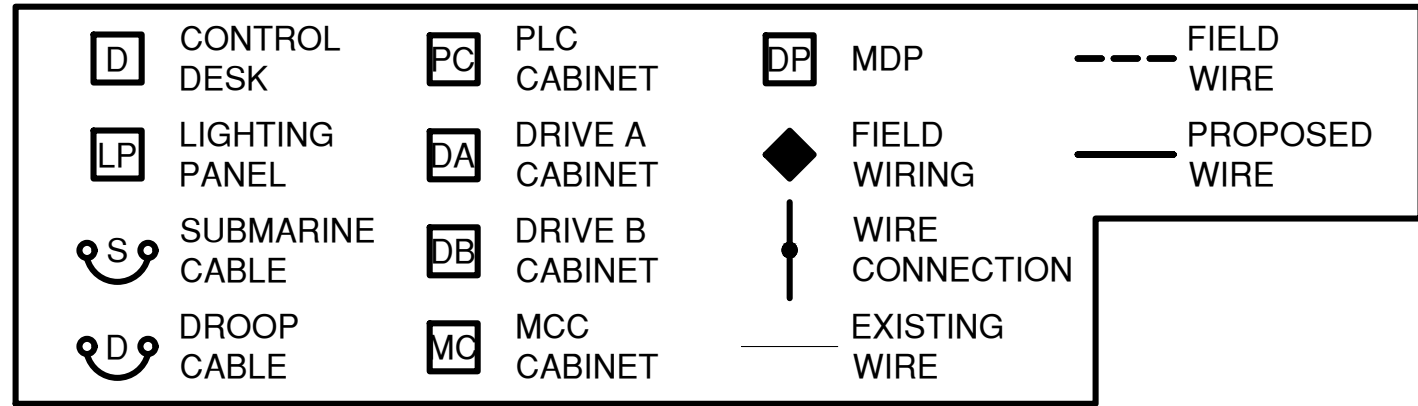 D CONTROL DESK
PC PLC CABINET
DP MDP
FIELD WIRE
LP LIGHTING PANEL
DA DRIVE A CABINET
FIELD WIRING
PROPOSED WIRE
S SUBMARINE CABLE
DB DRIVE B CABINET
WIRE CONNECTION
D DROOP CABLE
MC MCC CABINET
EXISTING WIRE